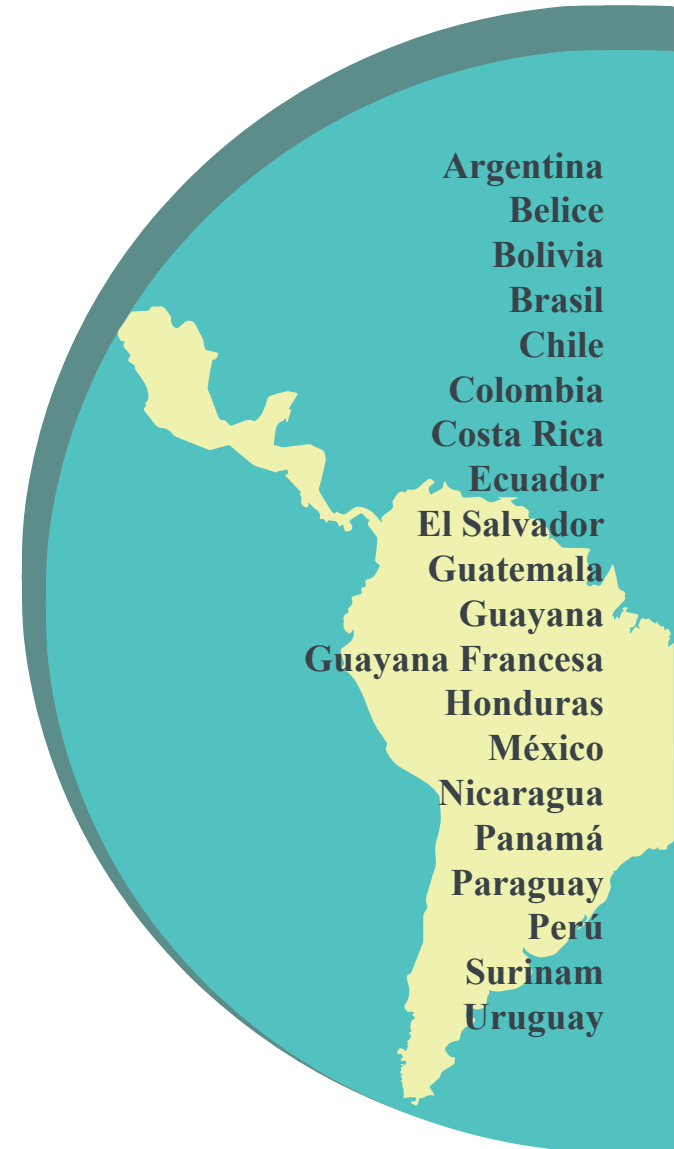 Argentina
Belice
Bolivia
Brasil
Chile
Colombia
Costa Rica
Ecuador
El Salvador
Guatemala
Guayana
Guayana Francesa
Honduras
México
Nicaragua
Panamá
Paraguay
Perú
Surinam
Uruguay